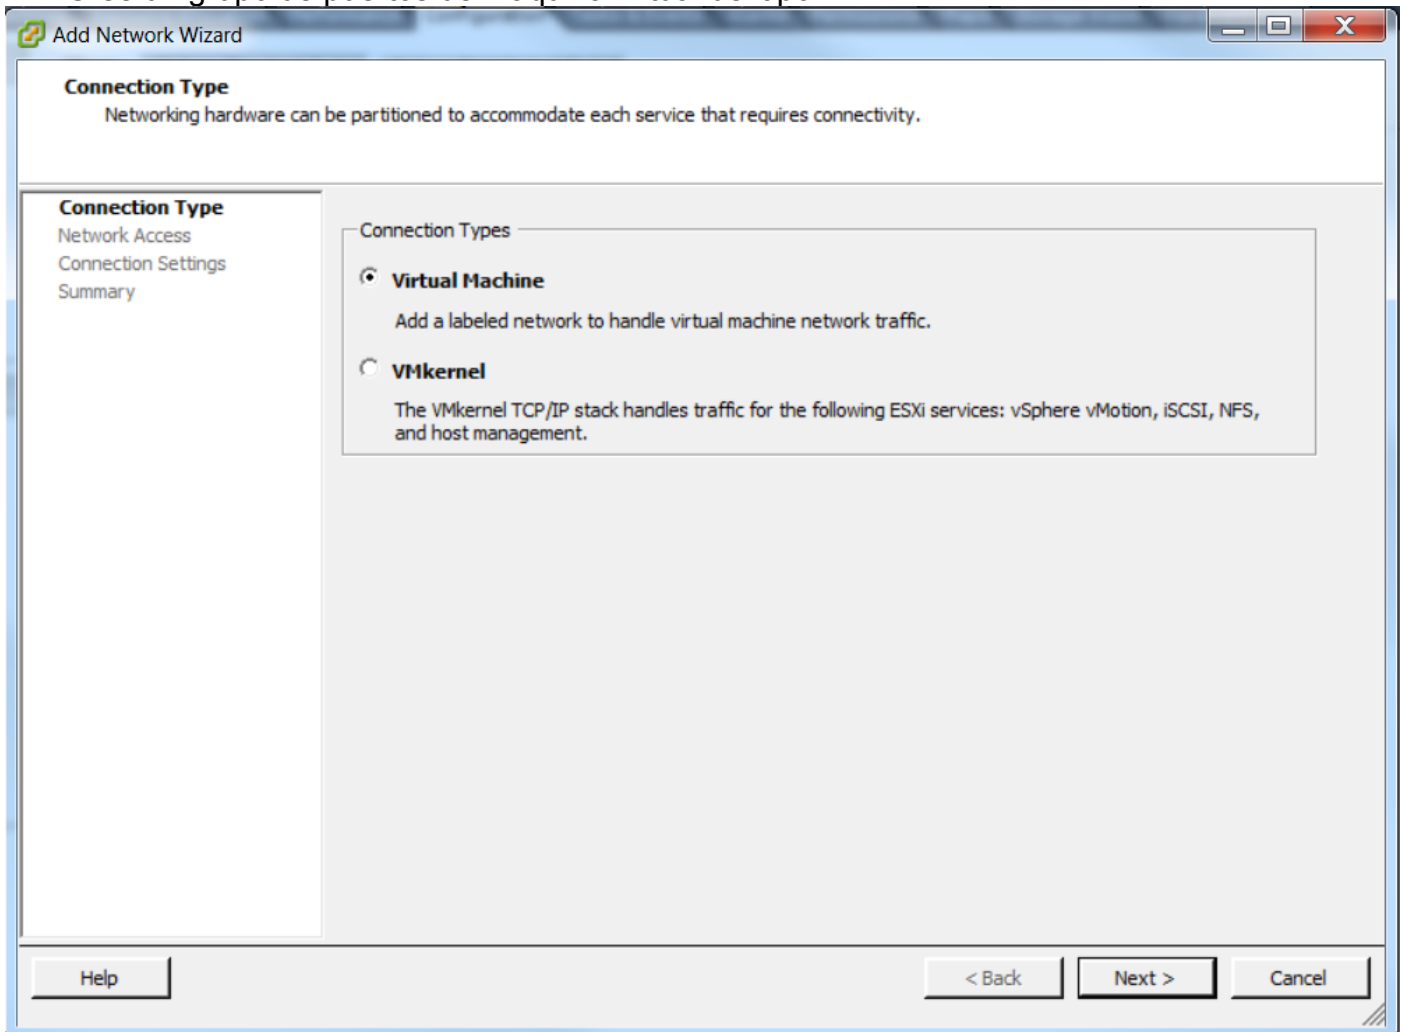 Configuration
Add Network Wizard
Connection Type
Networking hardware can be partitioned to accommodate each service that requires connectivity.
Connection Type
Network Access
Connection Settings
Summary
Connection Types
Virtual Machine
Add a labeled network to handle virtual machine network traffic.
VMkernel
The VMkernel TCP/IP stack handles traffic for the following ESXi services: vSphere vMotion, iSCSI, NFS,
and host management.
Help
< Back
Next >
Cancel